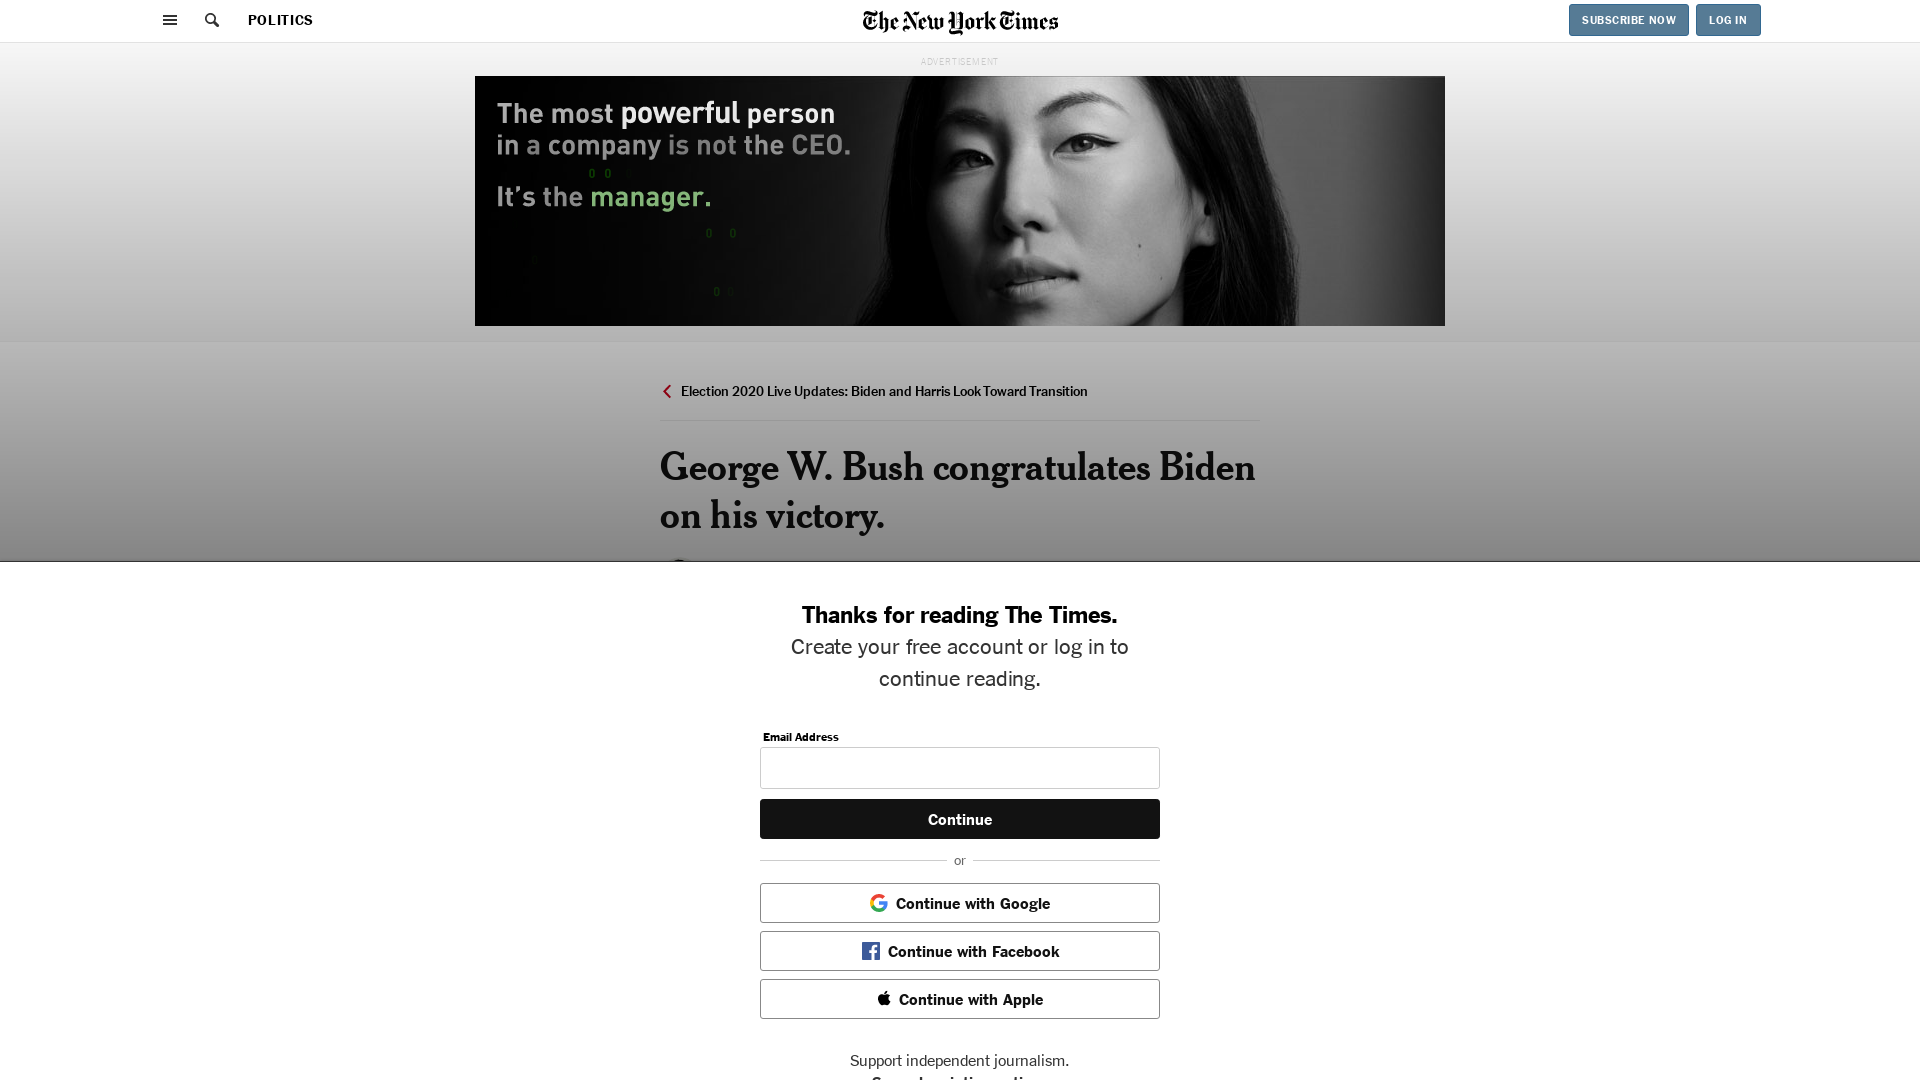 POLITICS
The New York Times
SUBSCRIBE NOW
LOG IN
ADVERTISEMENT
The most powerful person
in a company is not the CEO.
It's the manager.
Election 2020 Live Updates: Biden and Harris Look Toward Transition
George W. Bush congratulates Biden
on his victory.
Thanks for reading The Times.
Create your free account or log in to
continue reading.
Email Address
Continue
or
Continue with Google
Continue with Facebook
Continue with Apple
Support independent journalism.